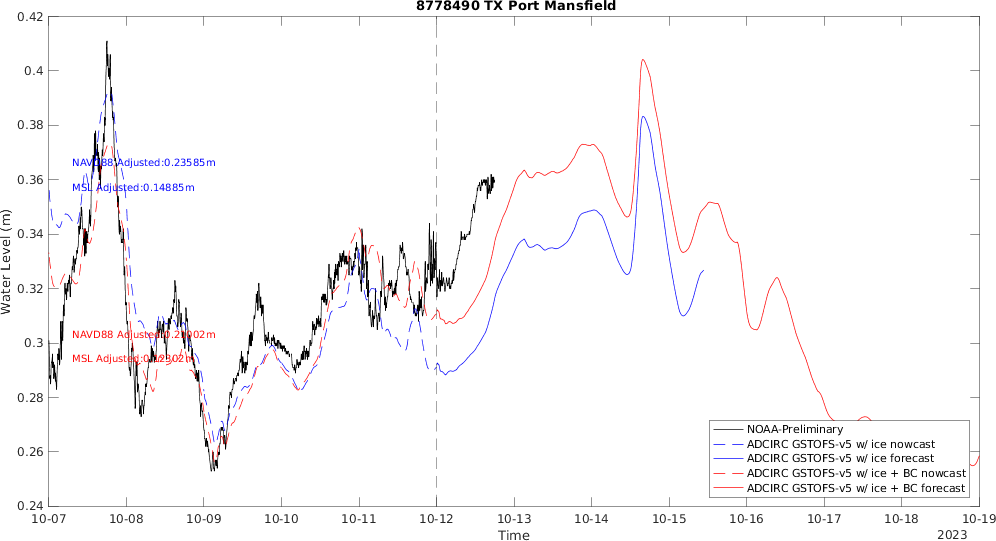 8778490 TX Port Mansfield
Water Level (m)
0.42
0.4
0.38
0.36
0.34
0.32
0.3
0.28
0.26
0.24
NAVD88 Adjusted:0.23585m
MSL Adjusted:0.14885m
NAVD88 Adjusted:0.21002m
MSL Adjusted:0.12302m
NOAA-Preliminary
ADCIRC GSTOFS-v5 w/ ice nowcast
ADCIRC GSTOFS-v5 w/ ice forecast
ADCIRC GSTOFS-v5 w/ ice + BC nowcast
ADCIRC GSTOFS-v5 w/ ice + BC forecast
10-07 10-08 10-09 10-10 10-11 10-12 10-13 10-14 10-15 10-16 10-17 10-18 10-19
Time
2023